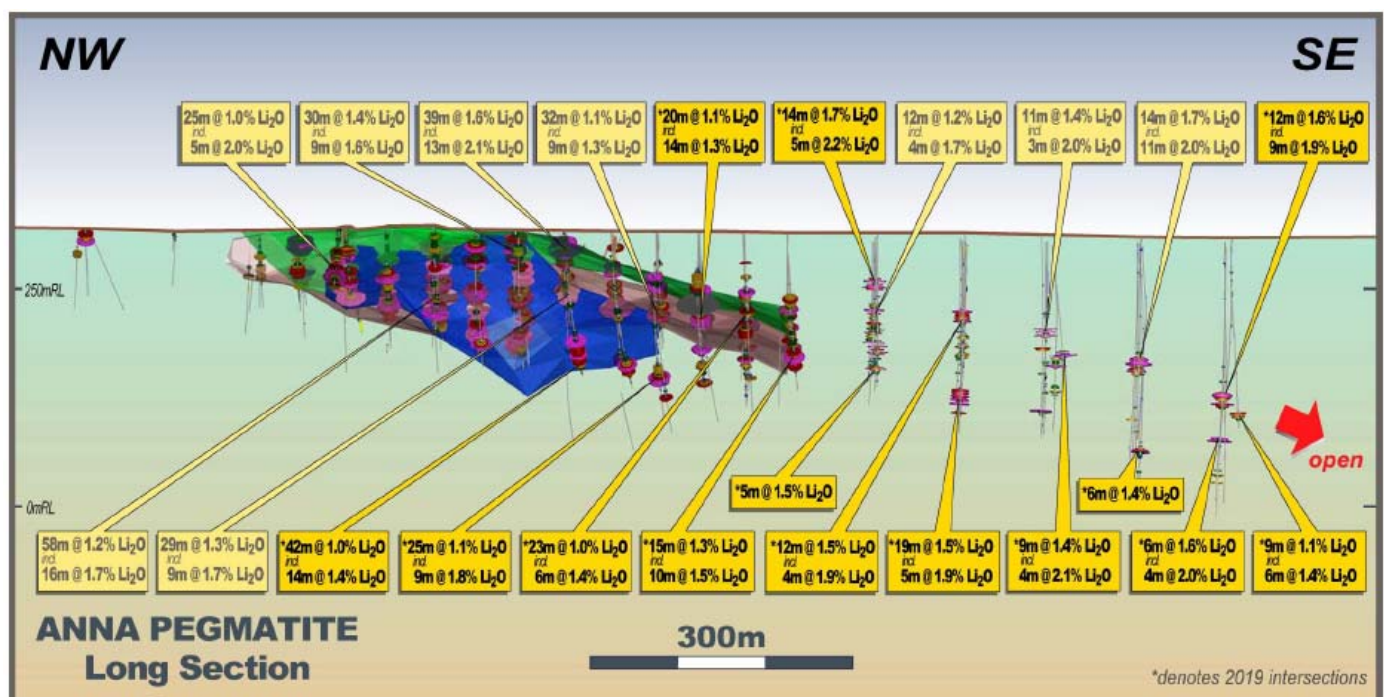 NW
SE
25m @ 1.0% Li₂O
incl.
5m @ 2.0% Li₂O
30m @ 1.4% Li₂O
incl.
9m @ 1.6% Li₂O
39m @ 1.6% Li₂O
incl.
13m @ 2.1% Li₂O
32m @ 1.1% Li₂O
incl.
9m @ 1.3% Li₂O
*20m @ 1.1% Li₂O
incl.
14m @ 1.3% Li₂O
*14m @ 1.7% Li₂O
incl.
5m @ 2.2% Li₂O
12m @ 1.2% Li₂O
incl.
4m @ 1.7% Li₂O
11m @ 1.4% Li₂O
incl.
3m @ 2.0% Li₂O
14m @ 1.7% Li₂O
incl.
11m @ 2.0% Li₂O
*12m @ 1.6% Li₂O
incl.
9m @ 1.9% Li₂O
250mRL
open
*5m @ 1.5% Li₂O
*6m @ 1.4% Li₂O
0mRL
58m @ 1.2% Li₂O
incl.
16m @ 1.7% Li₂O
29m @ 1.3% Li₂O
incl.
9m @ 1.7% Li₂O
*42m @ 1.0% Li₂O
incl.
14m @ 1.4% Li₂O
*25m @ 1.1% Li₂O
incl.
9m @ 1.8% Li₂O
*23m @ 1.0% Li₂O
incl.
6m @ 1.4% Li₂O
*15m @ 1.3% Li₂O
incl.
10m @ 1.5% Li₂O
*12m @ 1.5% Li₂O
incl.
4m @ 1.9% Li₂O
*19m @ 1.5% Li₂O
incl.
5m @ 1.9% Li₂O
*9m @ 1.4% Li₂O
incl.
4m @ 2.1% Li₂O
*6m @ 1.6% Li₂O
incl.
4m @ 2.0% Li₂O
*9m @ 1.1% Li₂O
incl.
6m @ 1.4% Li₂O
ANNA PEGMATITE
Long Section
300m
*denotes 2019 intersections